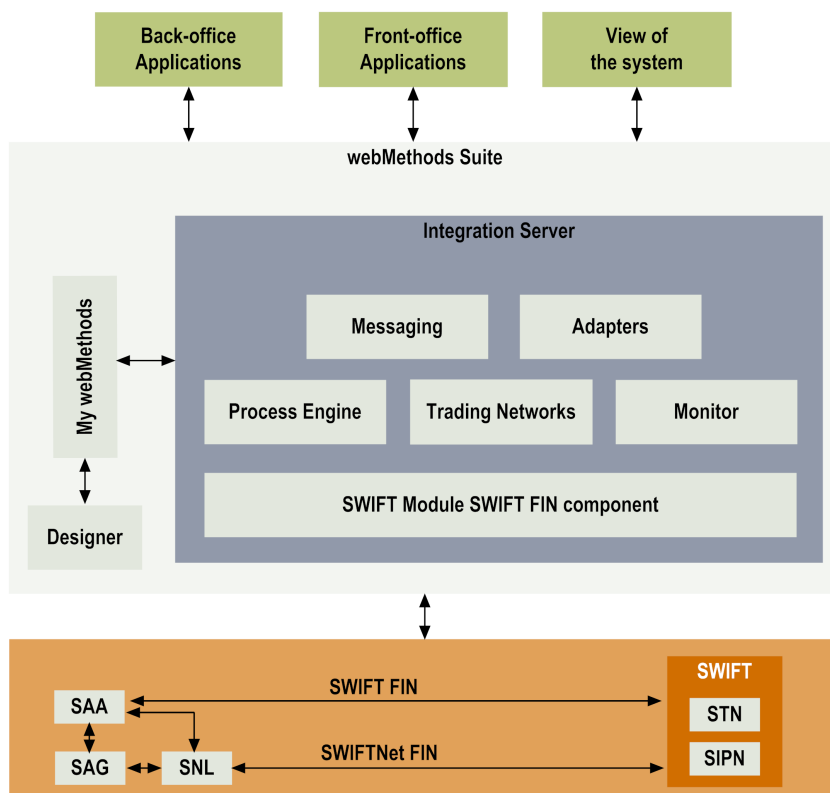 Back-office
Applications
Front-office
Applications
View of
the system
webMethods Suite
Integration Server
My webMethods
Messaging
Adapters
Process Engine
Trading Networks
Monitor
SWIFT Module SWIFT FIN component
Designer
SWIFT FIN
SWIFT
SAA
STN
SWIFTNet FIN
SIPN
SAG
SNL